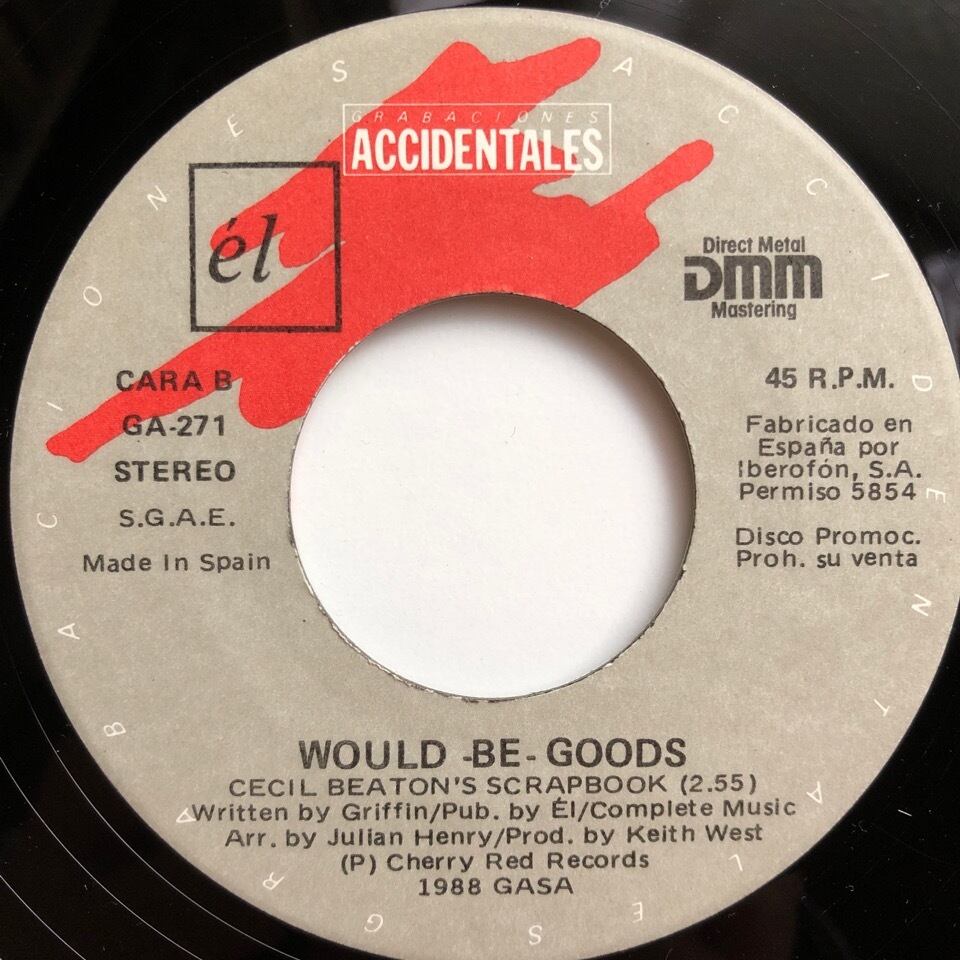 GRABACIONES ACCIDENTALES
GRABACIONES
ACCIDENTALES
él
Direct Metal
DMM
Mastering
CARA B
GA-271
STEREO
S.G.A.E.
Made In Spain
45 R.P.M.
Fabricado en
España por
Iberofón, S.A.
Permiso 5854
Disco Promoc.
Proh. su venta
WOULD -BE- GOODS
CECIL BEATON'S SCRAPBOOK (2.55)
Written by Griffin/Pub. by Él/Complete Music
Arr. by Julian Henry/Prod. by Keith West
(P) Cherry Red Records
1988 GASA